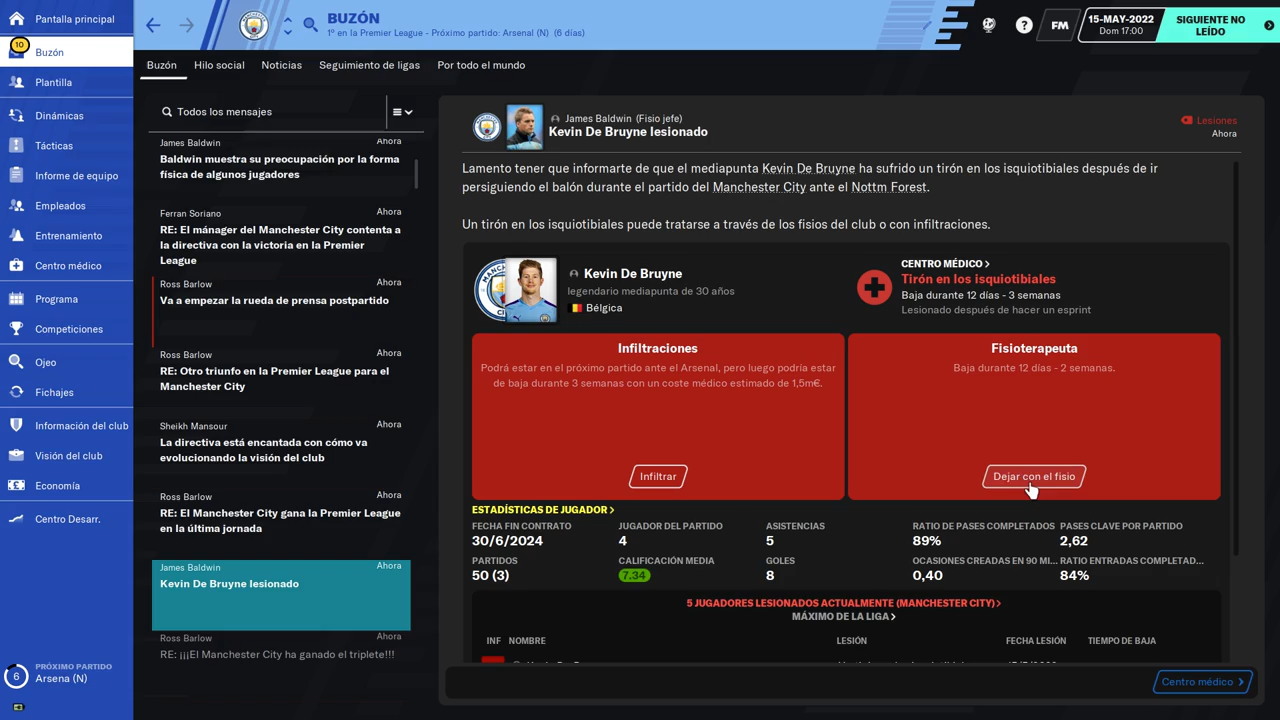 Pantalla principal
10
Buzón
Plantilla
Dinámicas
Tácticas
Informe de equipo
Empleados
Entrenamiento
Centro médico
Programa
Competiciones
Ojeo
Fichajes
Información del club
Visión del club
Economía
Centro Desarr.
6
PRÓXIMO PARTIDO
Arsena (N)
BUZÓN
1º en la Premier League - Próximo partido: Arsenal (N) (6 días)
?
FM
15-MAY-2022
Dom 17:00
SIGUIENTE NO LEÍDO
Buzón
Hilo social
Noticias
Seguimiento de ligas
Por todo el mundo
Todos los mensajes
James Baldwin
Ahora
Baldwin muestra su preocupación por la forma
física de algunos jugadores
Ferran Soriano
Ahora
RE: El mánager del Manchester City contenta a
la directiva con la victoria en la Premier
League
Ross Barlow
Ahora
Va a empezar la rueda de prensa postpartido
Ross Barlow
Ahora
RE: Otro triunfo en la Premier League para el
Manchester City
Sheikh Mansour
Ahora
La directiva está encantada con cómo va
evolucionando la visión del club
Ross Barlow
Ahora
RE: El Manchester City gana la Premier League
en la última jornada
James Baldwin
Ahora
Kevin De Bruyne lesionado
Ross Barlow
Ahora
RE: ¡¡¡El Manchester City ha ganado el triplete!!!
James Baldwin (Fisio jefe)
Kevin De Bruyne lesionado
Lesiones
Ahora
Lamento tener que informarte de que el mediapunta Kevin De Bruyne ha sufrido un tirón en los isquiotibiales después de ir
persiguiendo el balón durante el partido del Manchester City ante el Nottm Forest.
Un tirón en los isquiotibiales puede tratarse a través de los fisios del club o con infiltraciones.
Kevin De Bruyne
legendario mediapunta de 30 años
Bélgica
CENTRO MÉDICO >
Tirón en los isquiotibiales
Baja durante 12 días - 3 semanas
Lesionado después de hacer un esprint
Infiltraciones
Podrá estar en el próximo partido ante el Arsenal, pero luego podría estar
de baja durante 3 semanas con un coste médico estimado de 1,5m€.
Infiltrar
Fisioterapeuta
Baja durante 12 días - 2 semanas.
Dejar con el fisio
ESTADÍSTICAS DE JUGADOR >
FECHA FIN CONTRATO
30/6/2024
JUGADOR DEL PARTIDO
4
ASISTENCIAS
5
RATIO DE PASES COMPLETADOS
89%
PASES CLAVE POR PARTIDO
2,62
PARTIDOS
50 (3)
CALIFICACIÓN MEDIA
7.34
GOLES
8
OCASIONES CREADAS EN 90 MI...
0,40
RATIO ENTRADAS COMPLETAD...
84%
5 JUGADORES LESIONADOS ACTUALMENTE (MANCHESTER CITY) >
MÁXIMO DE LA LIGA >
INF
NOMBRE
LESIÓN
FECHA LESIÓN
TIEMPO DE BAJA
Centro médico >